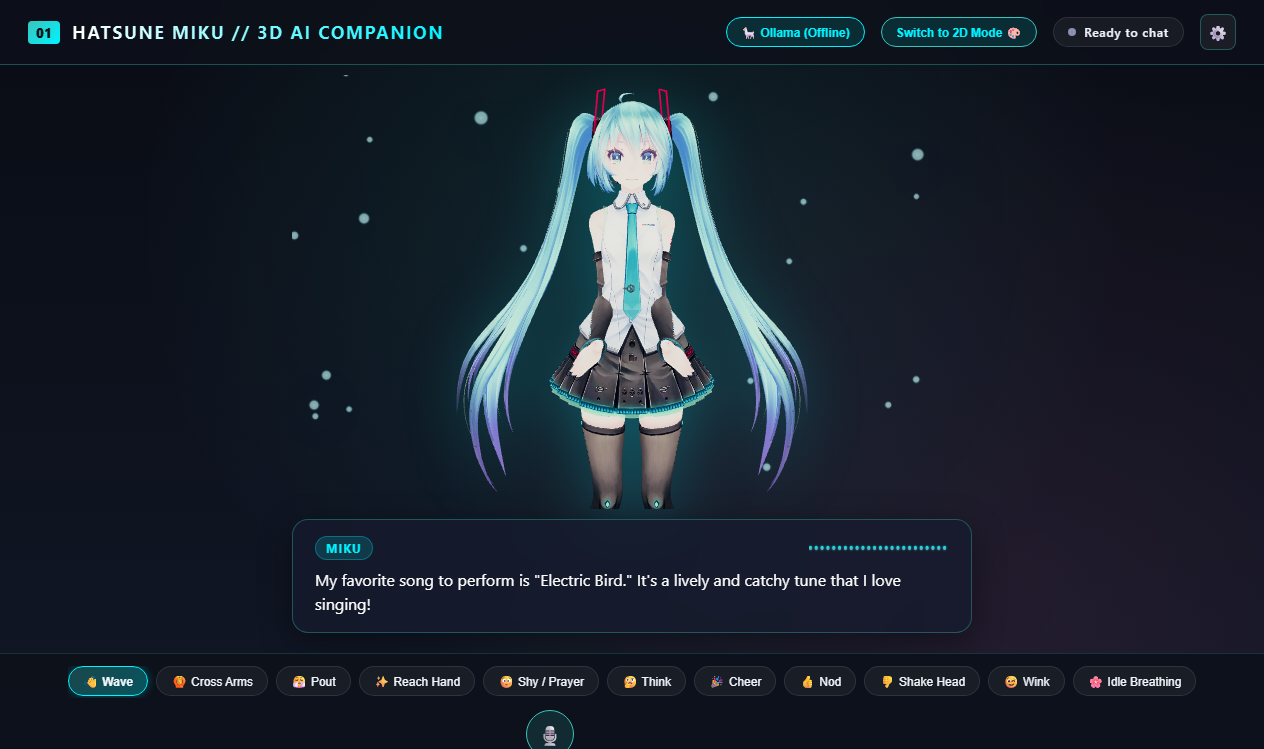 01 HATSUNE MIKU // 3D AI COMPANION
Ollama (Offline)
Switch to 2D Mode
Ready to chat
MIKU
My favorite song to perform is "Electric Bird." It's a lively and catchy tune that I love
singing!
Wave
Cross Arms
Pout
Reach Hand
Shy / Prayer
Think
Cheer
Nod
Shake Head
Wink
Idle Breathing